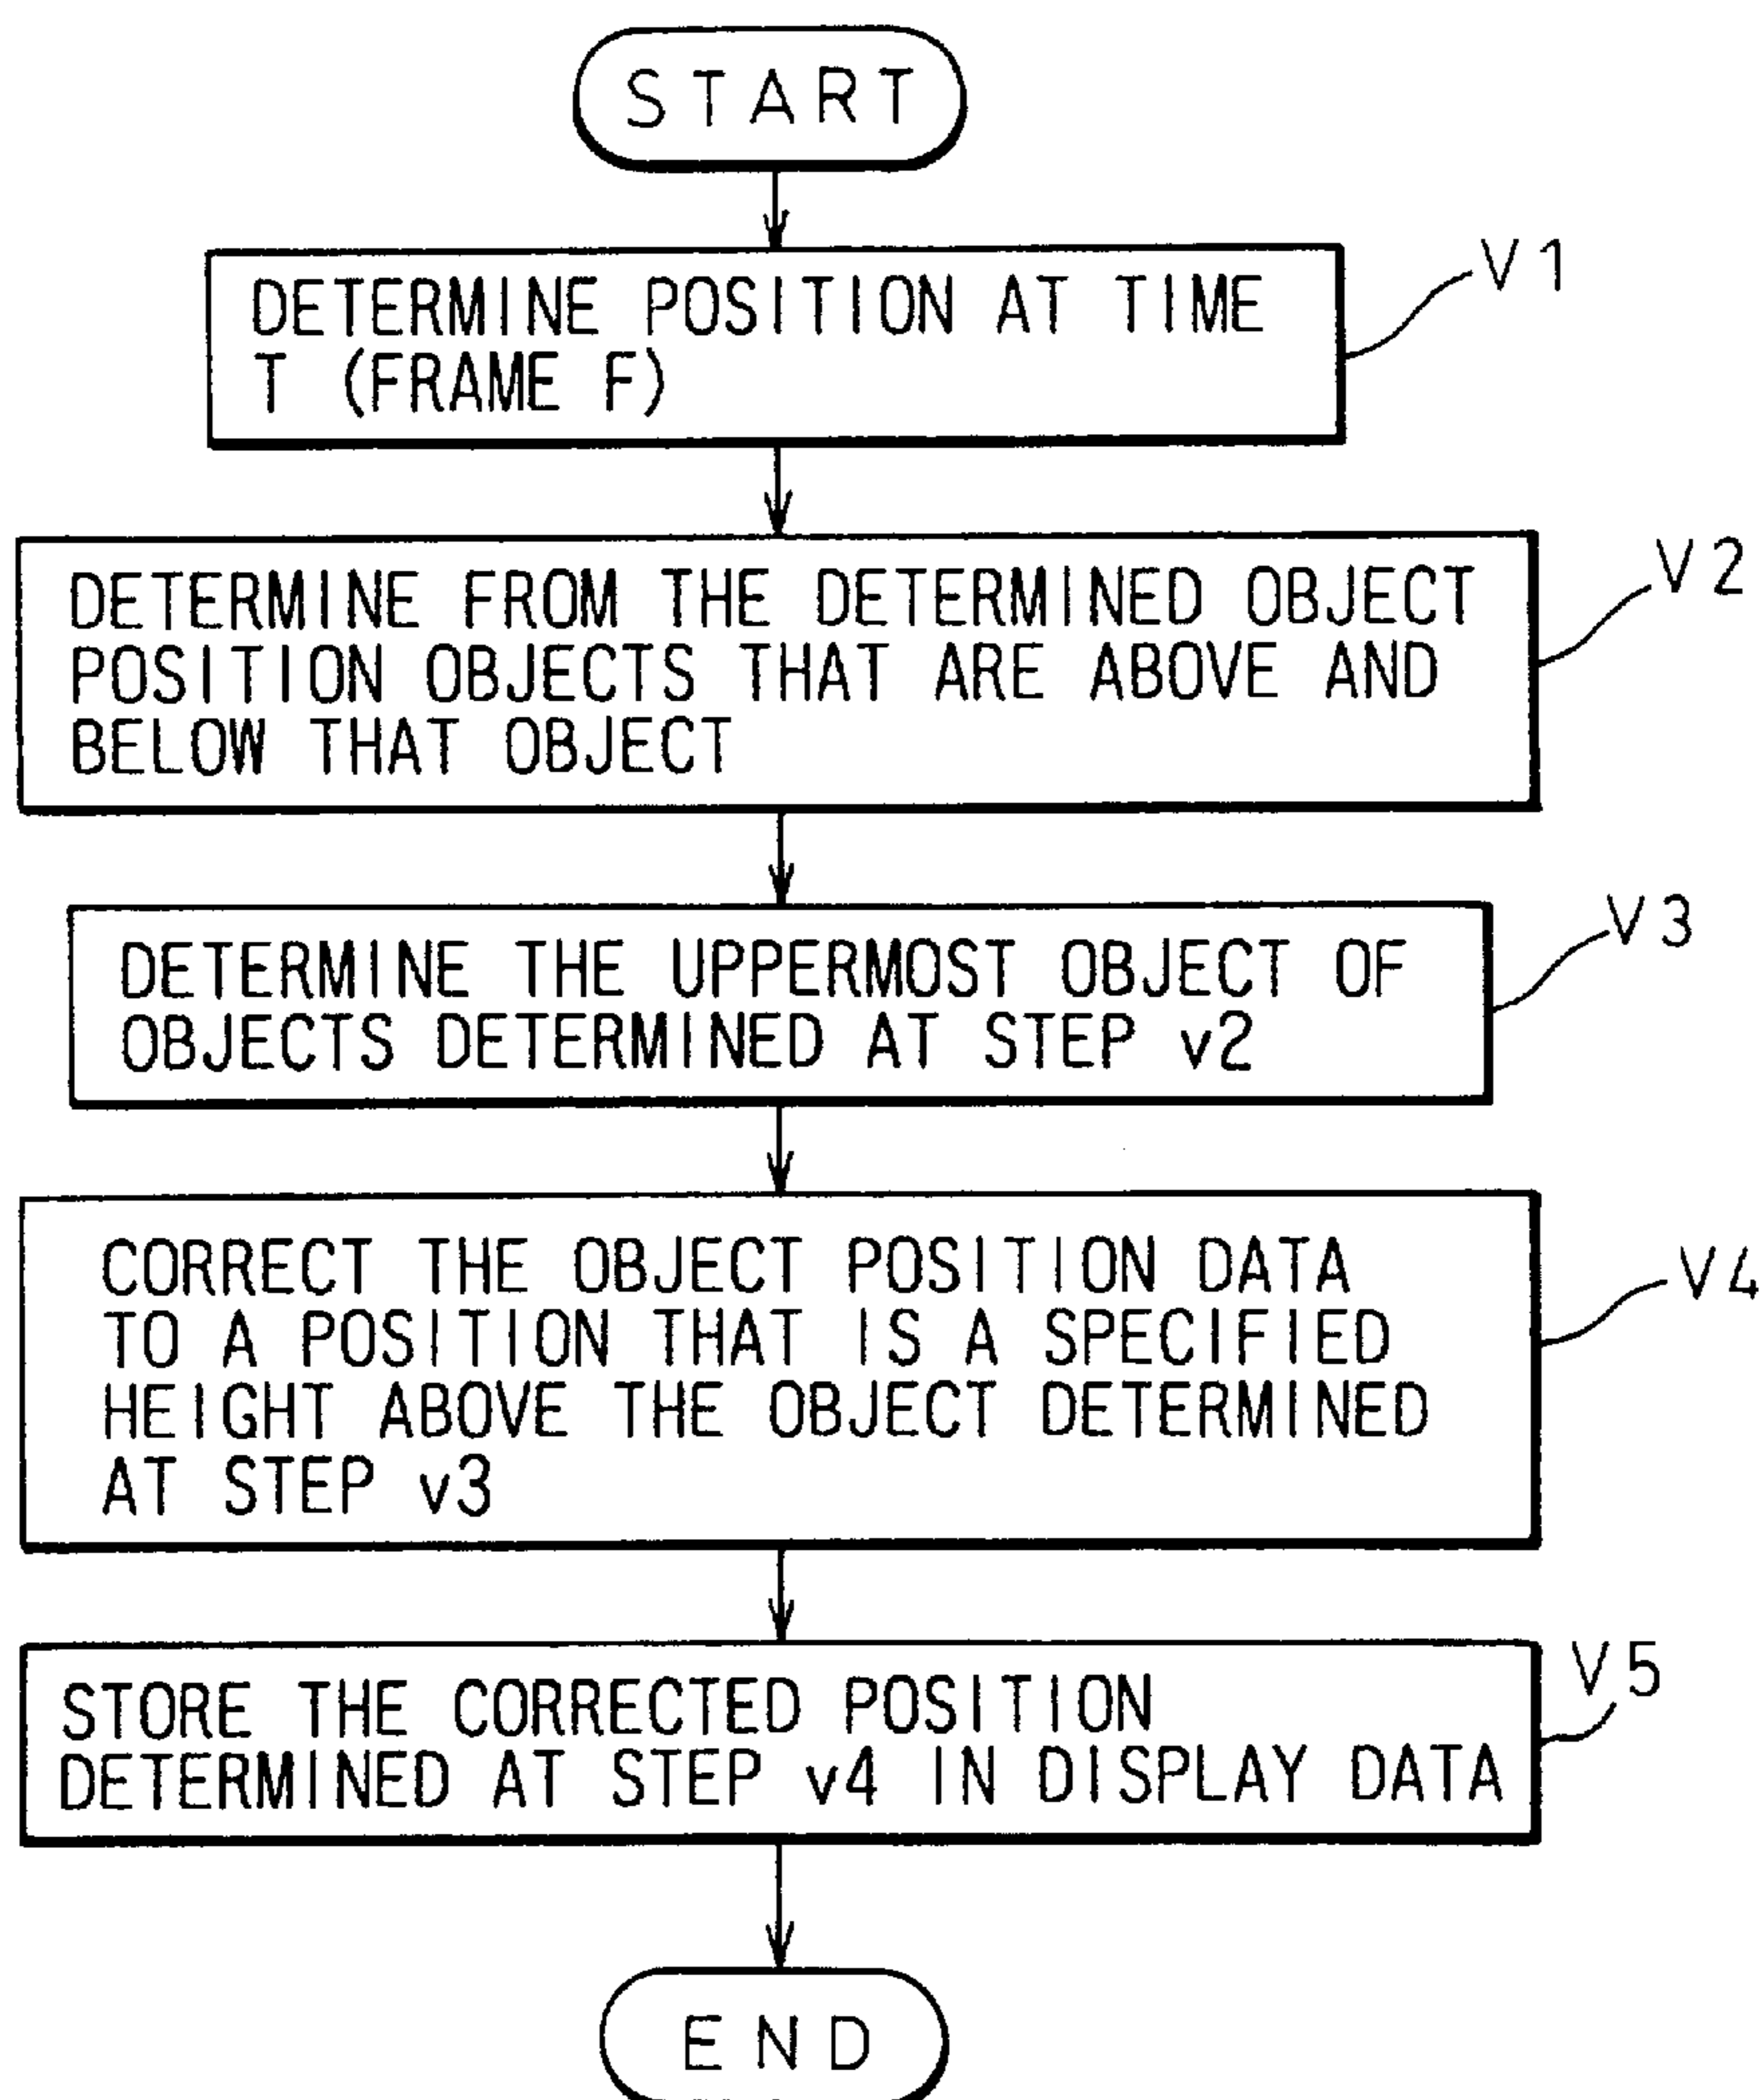 START
V1
DETERMINE POSITION AT TIME
T (FRAME F)
V2
DETERMINE FROM THE DETERMINED OBJECT
POSITION OBJECTS THAT ARE ABOVE AND
BELOW THAT OBJECT
V3
DETERMINE THE UPPERMOST OBJECT OF
OBJECTS DETERMINED AT STEP v2
V4
CORRECT THE OBJECT POSITION DATA
TO A POSITION THAT IS A SPECIFIED
HEIGHT ABOVE THE OBJECT DETERMINED
AT STEP v3
V5
STORE THE CORRECTED POSITION
DETERMINED AT STEP v4 IN DISPLAY DATA
END